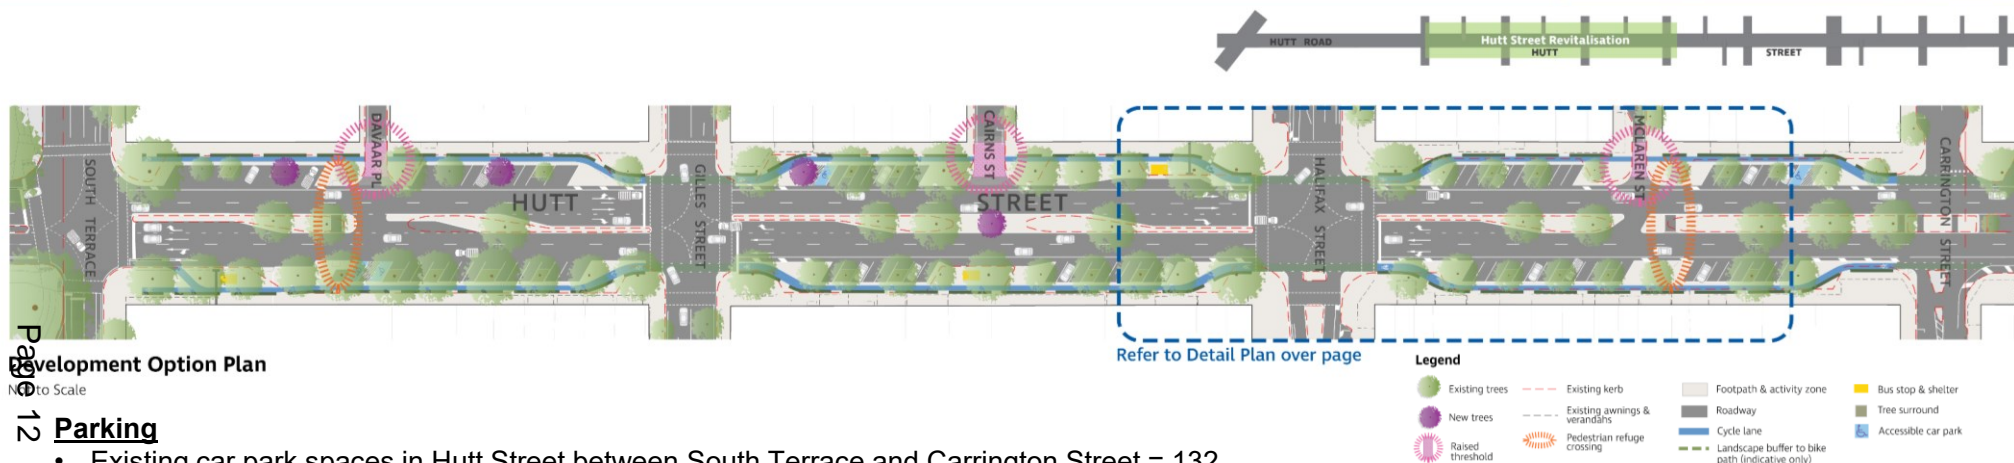 HUTT ROAD
Hutt Street Revitalisation
HUTT
STREET
SOUTH TERRACE
DAVAAR PL
HUTT
GILLES STREET
CAIRNS ST
STREET
HALIFAX STREET
MCLAREN ST
CARRINGTON STREET
Refer to Detail Plan over page
Development Option Plan
Not to Scale
Page 12
Legend
Existing trees
New trees
Raised
threshold
Existing kerb
Existing awnings &
verandahs
Pedestrian refuge
crossing
Footpath & activity zone
Roadway
Cycle lane
Landscape buffer to bike
path (indicative only)
Bus stop & shelter
Tree surround
Accessible car park
Parking
• Existing car park spaces in Hutt Street between South Terrace and Carrington Street = 132